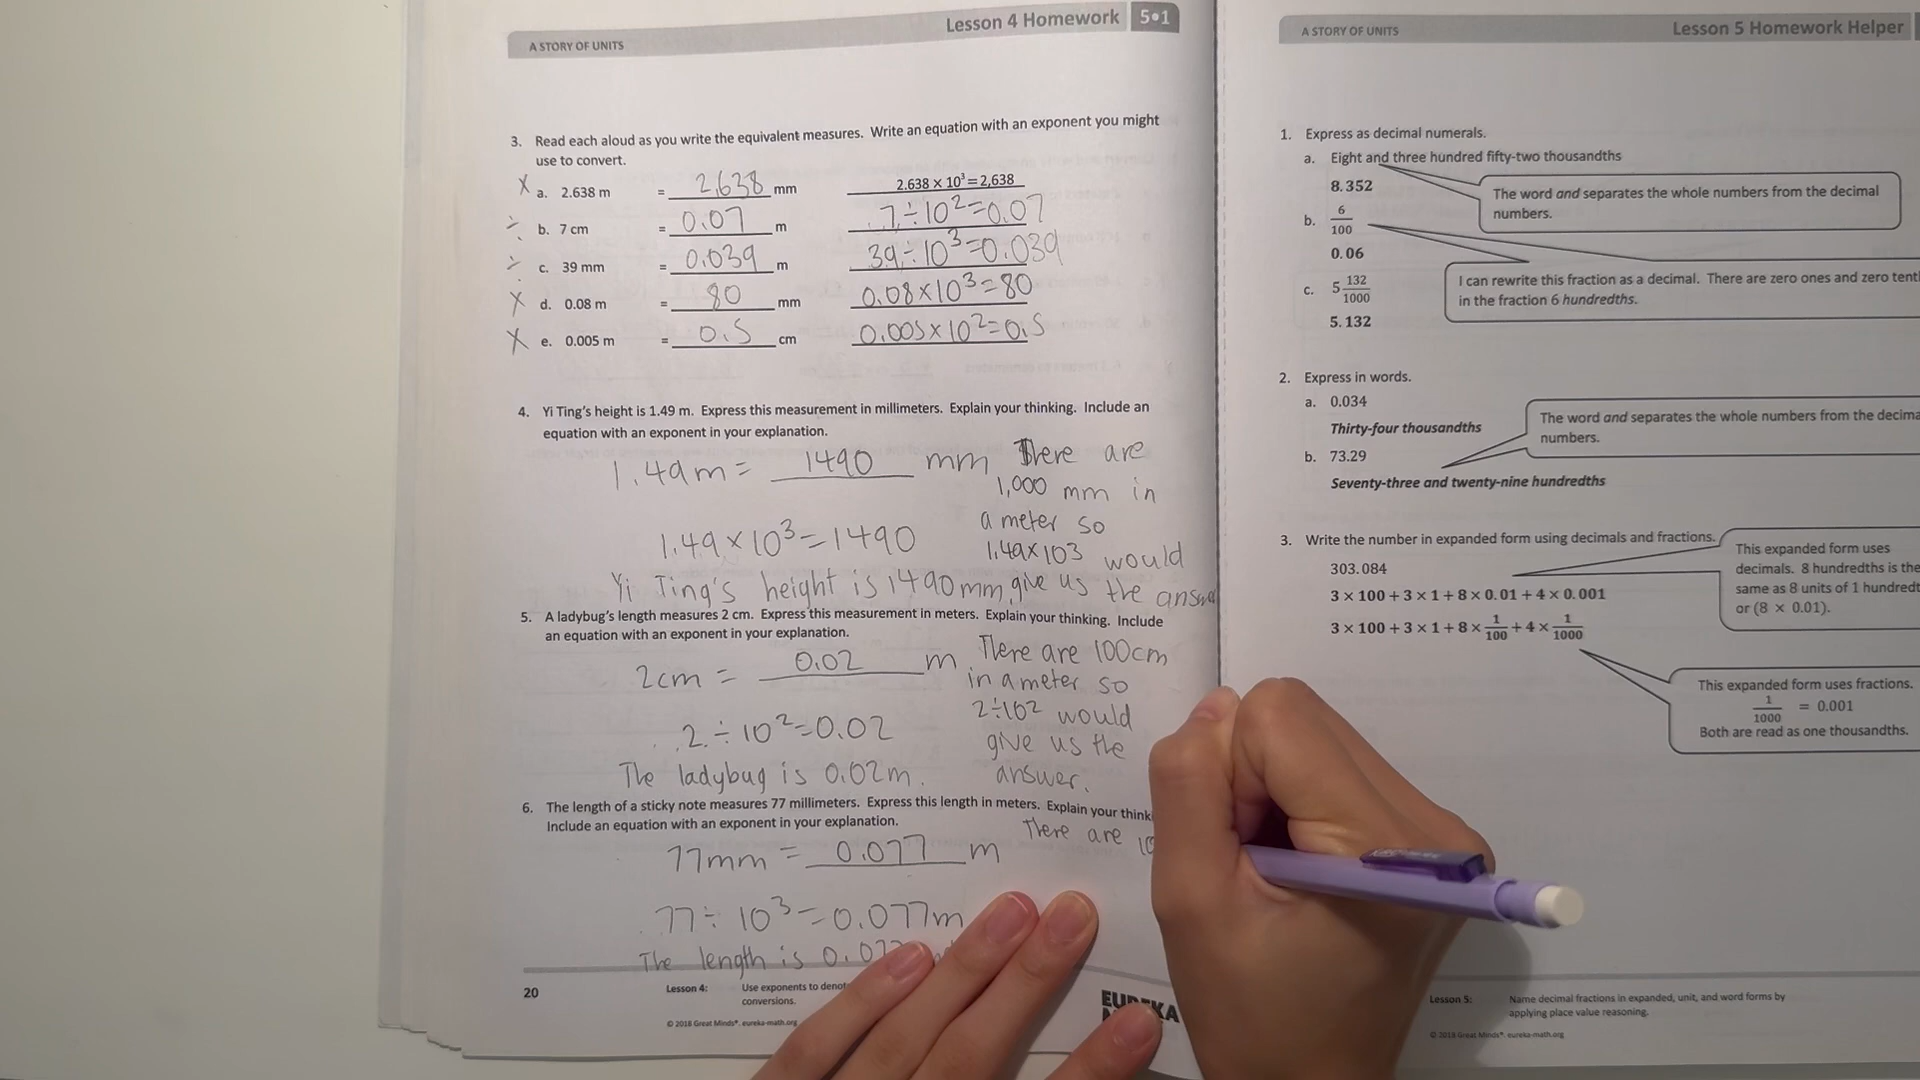 Lesson 4 Homework 5•1
A STORY OF UNITS
3. Read each aloud as you write the equivalent measures. Write an equation with an exponent you might
use to convert.
X a. 2.638 m = 2,638 mm 2.638 × 10³ = 2,638
÷ b. 7 cm = 0.07 m 7 ÷ 10² = 0.07
÷ c. 39 mm = 0.039 m 39 ÷ 10³ = 0.039
X d. 0.08 m = 80 mm 0.08 × 10³ = 80
X e. 0.005 m = 0.5 cm 0.005 × 10² = 0.5
4. Yi Ting's height is 1.49 m. Express this measurement in millimeters. Explain your thinking. Include an
equation with an exponent in your explanation.
1.49m = 1490 mm
1.49 × 10³ = 1490
Yi Ting's height is 1490mm.
There are
1,000 mm in
a meter so
1.49×10³ would
give us the
5. A ladybug's length measures 2 cm. Express this measurement in meters. Explain your thinking. Include
an equation with an exponent in your explanation.
2cm = 0.02 m
2. ÷ 10² = 0.02
The ladybug is 0.02m.
There are 100cm
in a meter so
2÷10² would
give us the
answer.
6. The length of a sticky note measures 77 millimeters. Express this length in meters. Explain your
Include an equation with an exponent in your explanation.
77mm = 0.077 m
77 ÷ 10³ = 0.077m
The length is
There are
20
Lesson 4: Use exponents to
conversions.
© 2018 Great Minds®. eureka-math.org
A STORY OF UNITS
Lesson 5 Homework Helper
1. Express as decimal numerals.
a. Eight and three hundred fifty-two thousandths
8.352
The word and separates the whole numbers from the decimal
numbers.
b. 6/100
0.06
I can rewrite this fraction as a decimal. There are zero ones and zero
in the fraction 6 hundredths.
c. 5 132/1000
5.132
2. Express in words.
a. 0.034
Thirty-four thousandths
The word and separates the whole numbers from the
numbers.
b. 73.29
Seventy-three and twenty-nine hundredths
3. Write the number in expanded form using decimals and fractions.
303.084
3 × 100 + 3 × 1 + 8 × 0.01 + 4 × 0.001
3 × 100 + 3 × 1 + 8 × 1/100 + 4 × 1/1000
This expanded form uses
decimals. 8 hundredths is the
same as 8 units of 1
or (8 × 0.01).
This expanded form uses fractions.
1/1000 = 0.001
Both are read as one thousandths.
Lesson 5: Name decimal fractions in expanded, unit, and word forms by
applying place value reasoning.
© 2018 Great Minds®. eureka-math.org